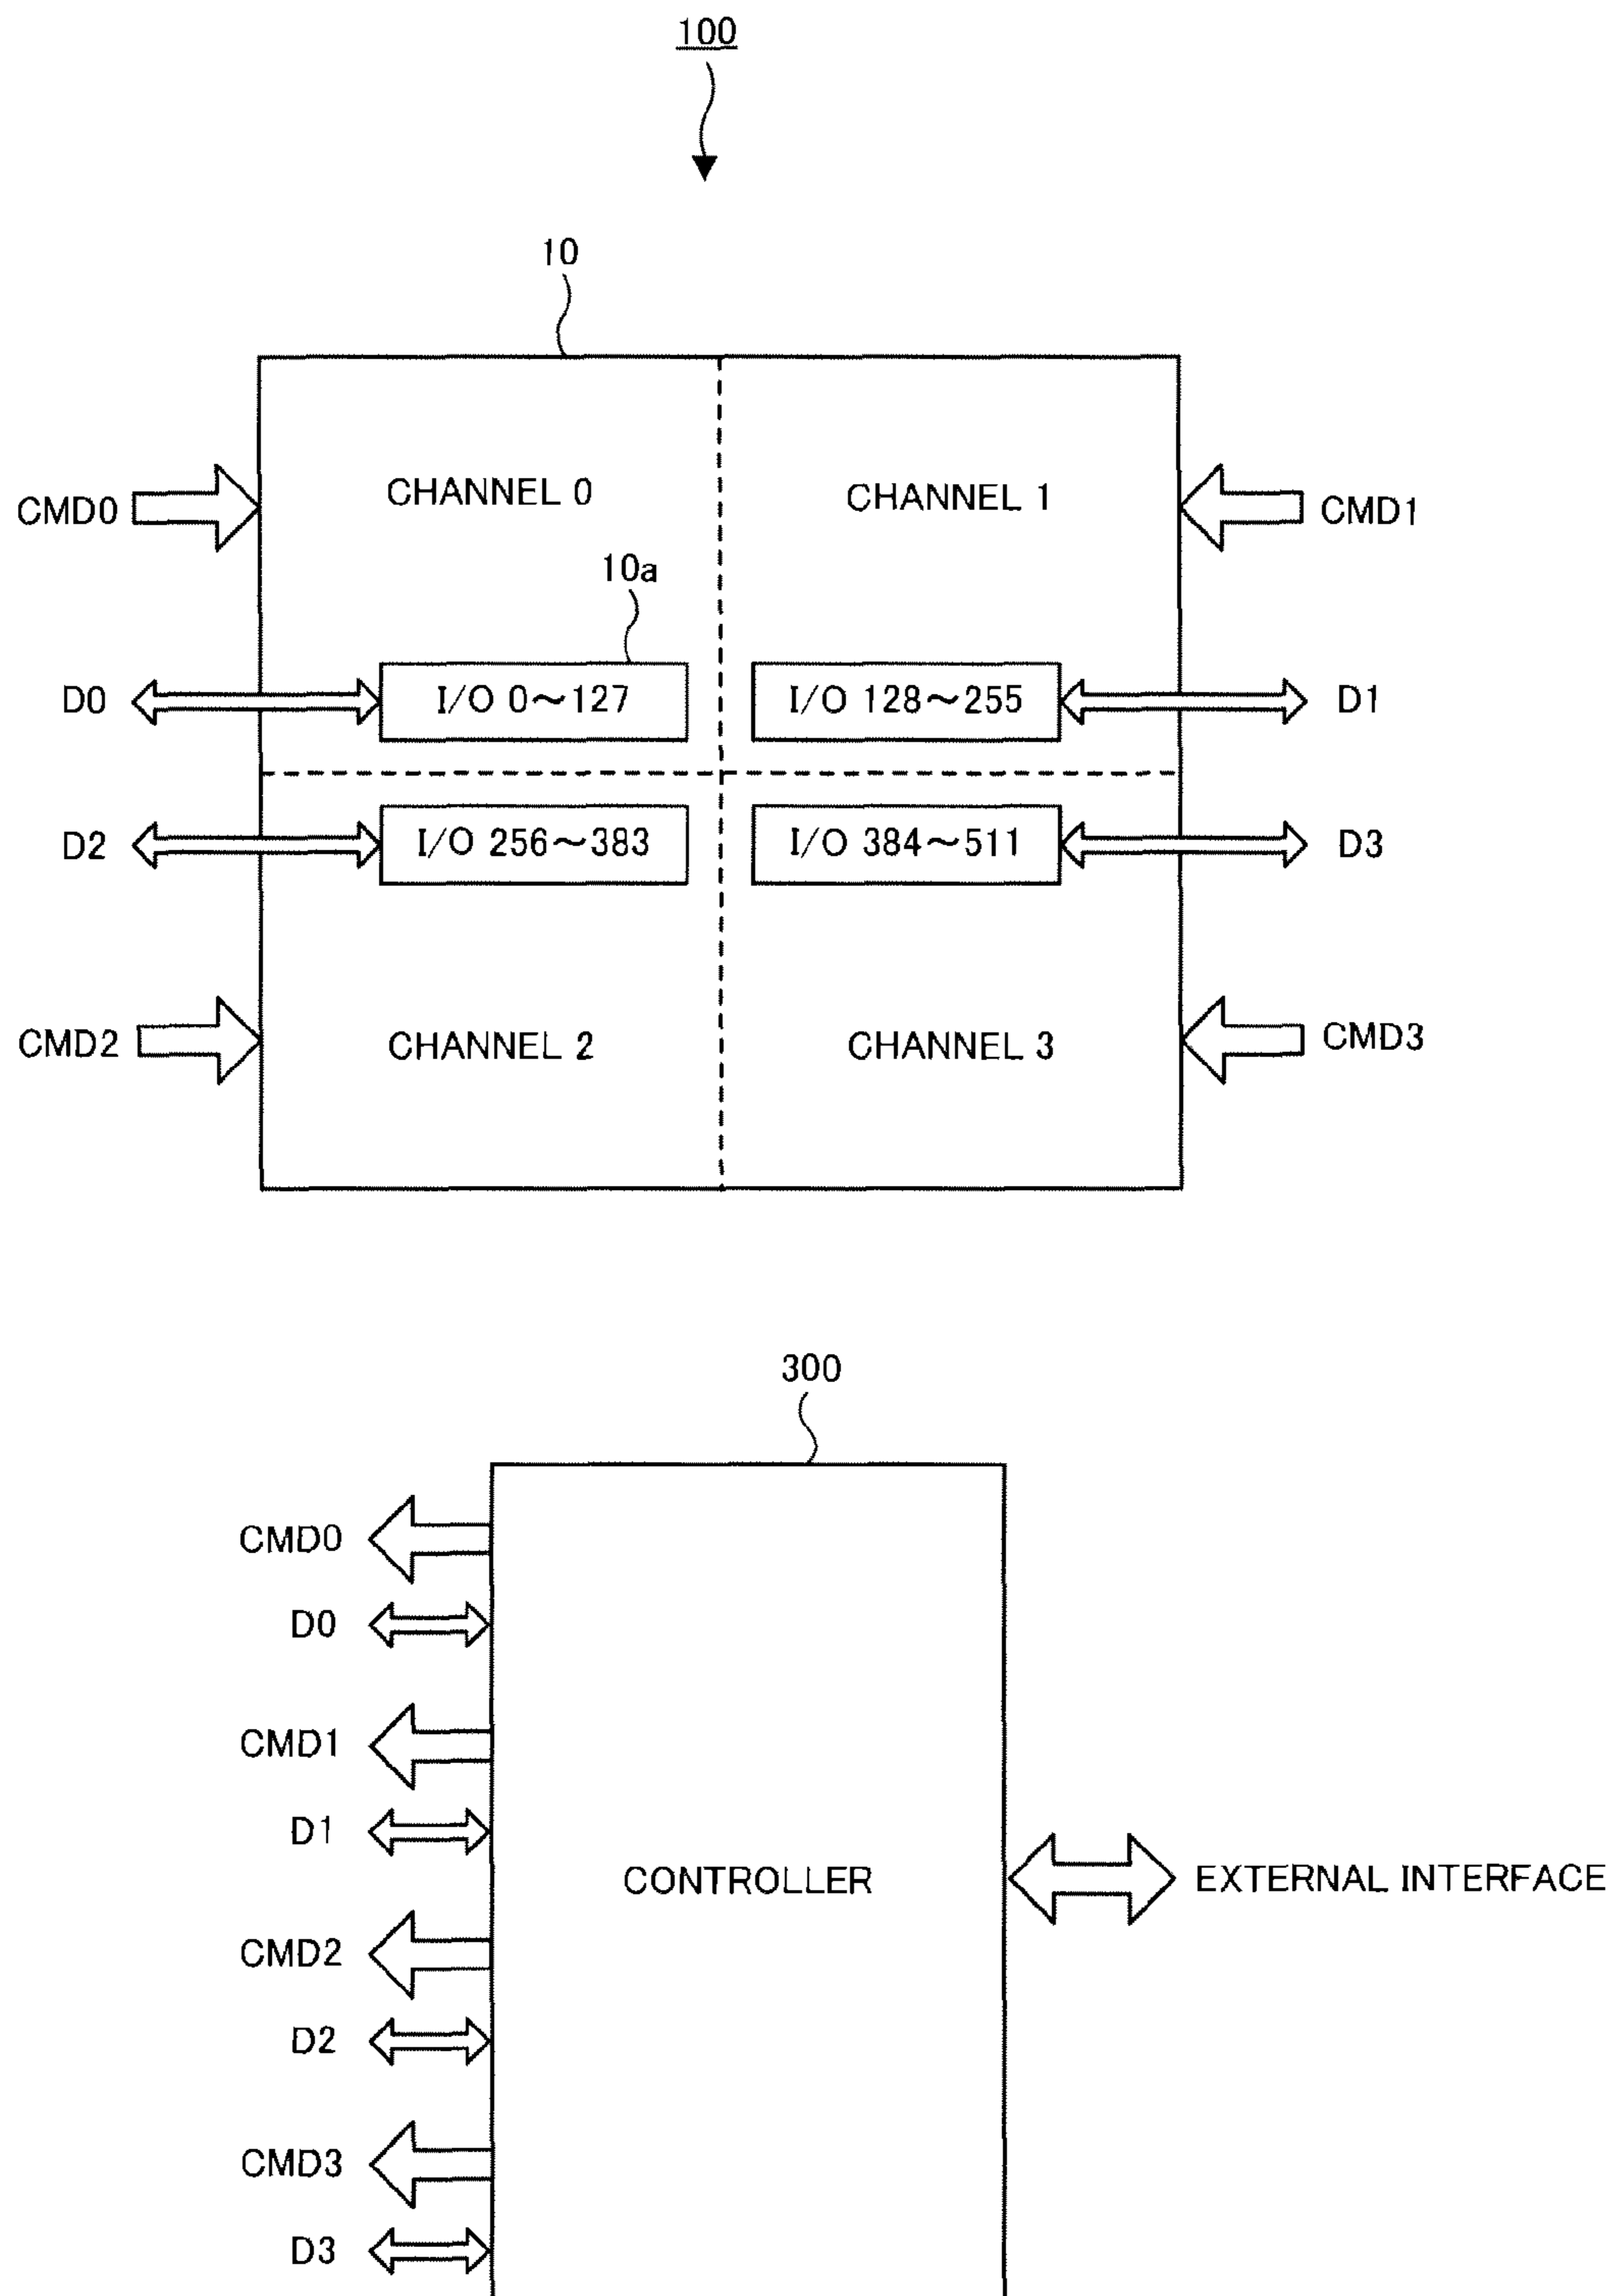 100
10
CHANNEL 0
CHANNEL 1
CMD0
CMD1
10a
D0
I/O 0～127
I/O 128～255
D1
D2
I/O 256～383
I/O 384～511
D3
CMD2
CHANNEL 2
CHANNEL 3
CMD3
300
CMD0
D0
CMD1
D1
CONTROLLER
EXTERNAL INTERFACE
CMD2
D2
CMD3
D3